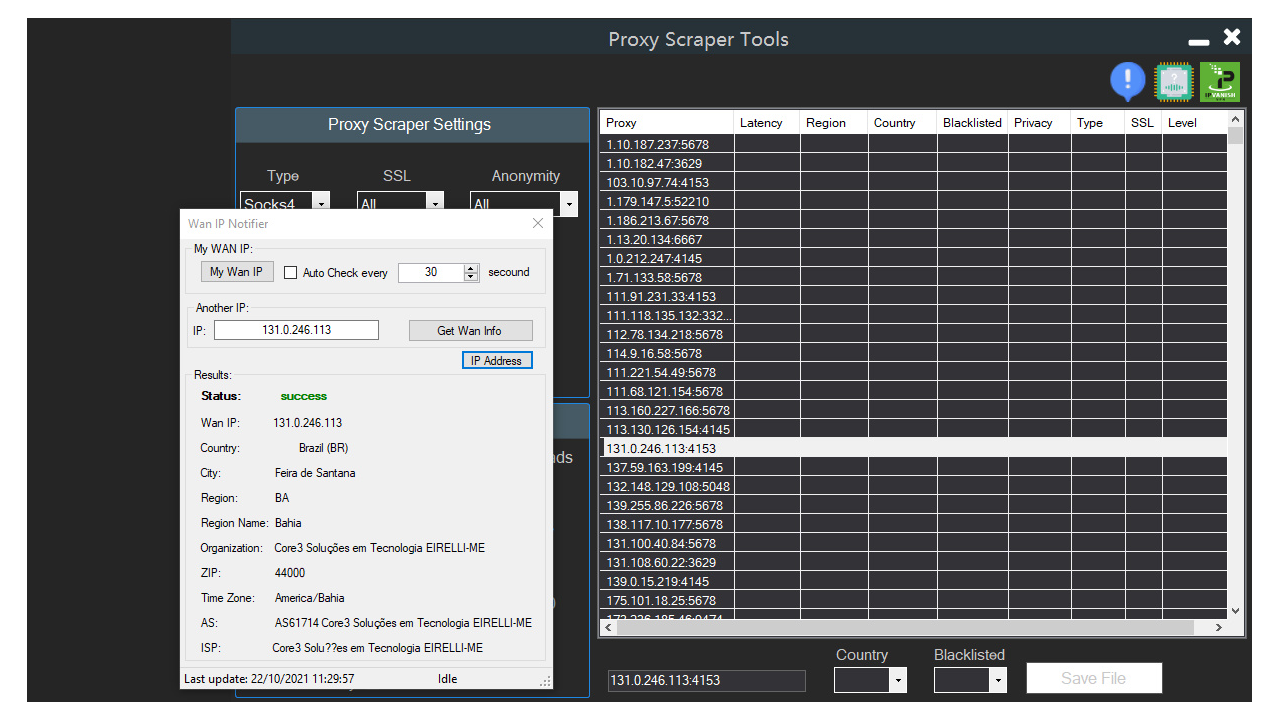 Proxy Scraper Tools
IPVANISH
Proxy Scraper Settings
Type SSL Anonymity
Socks4 All All
Wan IP Notifier
My WAN IP:
My Wan IP Auto Check every 30 secound
Another IP:
IP: 131.0.246.113 Get Wan Info
IP Address
Results:
Status: success
Wan IP: 131.0.246.113
Country: Brazil (BR)
City: Feira de Santana
Region: BA
Region Name: Bahia
Organization: Core3 Soluções em Tecnologia EIRELLI-ME
ZIP: 44000
Time Zone: America/Bahia
AS: AS61714 Core3 Soluções em Tecnologia EIRELLI-ME
ISP: Core3 Solu??es em Tecnologia EIRELLI-ME
Last update: 22/10/2021 11:29:57 Idle
Proxy Latency Region Country Blacklisted Privacy Type SSL Level
1.10.187.237:5678
1.10.182.47:3629
103.10.97.74:4153
1.179.147.5:52210
1.186.213.67:5678
1.13.20.134:6667
1.0.212.247:4145
1.71.133.58:5678
111.91.231.33:4153
111.118.135.132:332...
112.78.134.218:5678
114.9.16.58:5678
111.221.54.49:5678
111.68.121.154:5678
113.160.227.166:5678
113.130.126.154:4145
131.0.246.113:4153
137.59.163.199:4145
132.148.129.108:5048
139.255.86.226:5678
138.117.10.177:5678
131.100.40.84:5678
131.108.60.22:3629
139.0.15.219:4145
175.101.18.25:5678
Country Blacklisted
131.0.246.113:4153 Save File